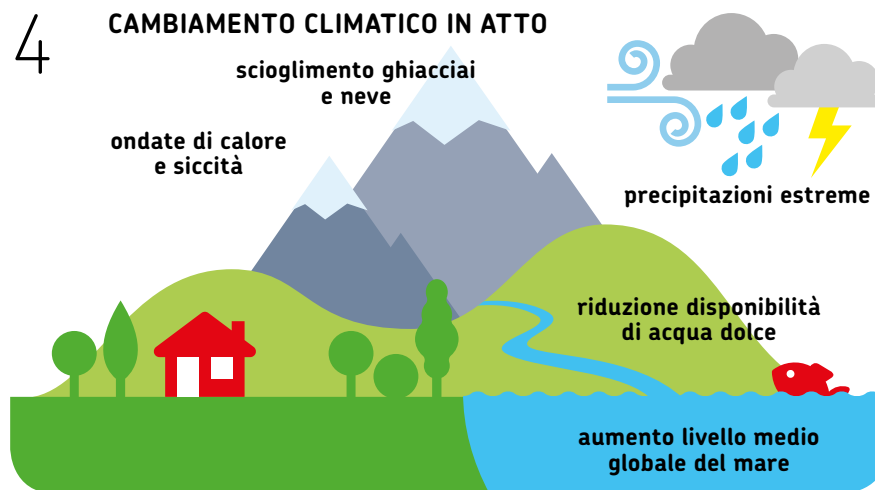 4
CAMBIAMENTO CLIMATICO IN ATTO
scioglimento ghiacciai
e neve
ondate di calore
e siccità
precipitazioni estreme
riduzione disponibilità
di acqua dolce
aumento livello medio
globale del mare